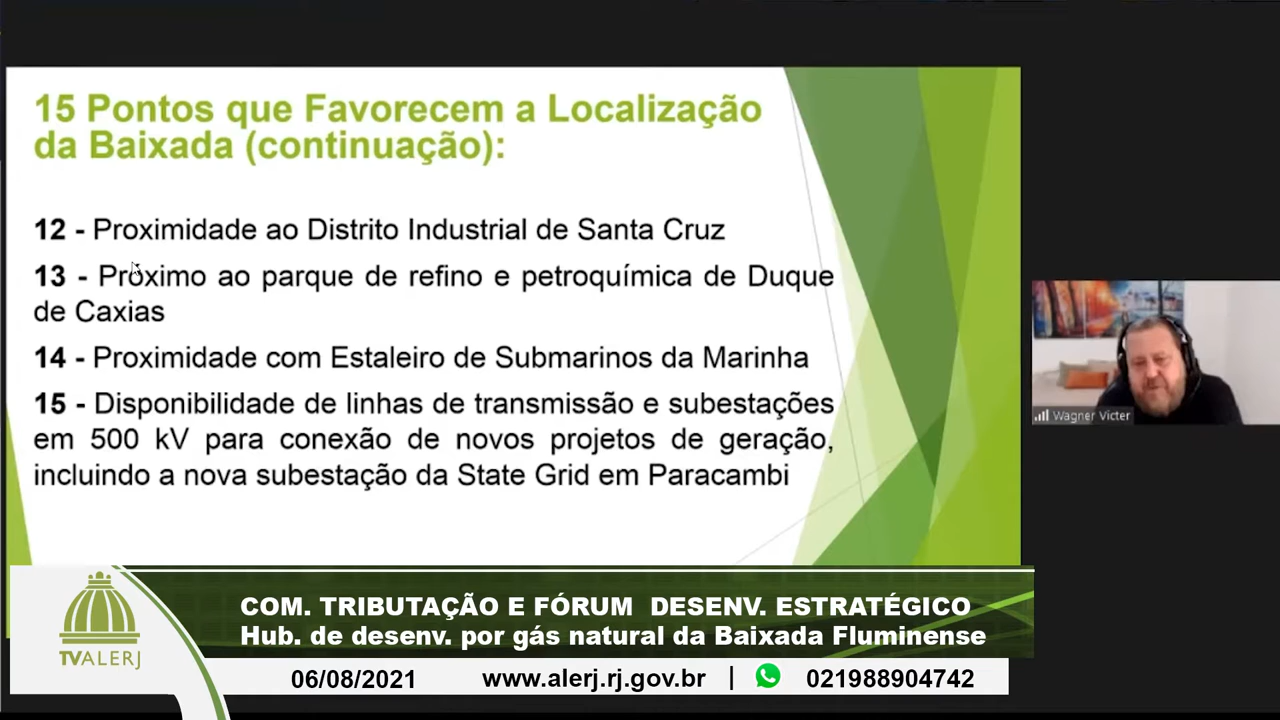 15 Pontos que Favorecem a Localização
da Baixada (continuação):
12 - Proximidade ao Distrito Industrial de Santa Cruz
13 - Próximo ao parque de refino e petroquímica de Duque
de Caxias
14 - Proximidade com Estaleiro de Submarinos da Marinha
15 - Disponibilidade de linhas de transmissão e subestações
em 500 kV para conexão de novos projetos de geração,
incluindo a nova subestação da State Grid em Paracambi
Wagner Victer
TVALERJ
COM. TRIBUTAÇÃO E FÓRUM DESENV. ESTRATÉGICO
Hub. de desenv. por gás natural da Baixada Fluminense
06/08/2021 www.alerj.rj.gov.br | 021988904742